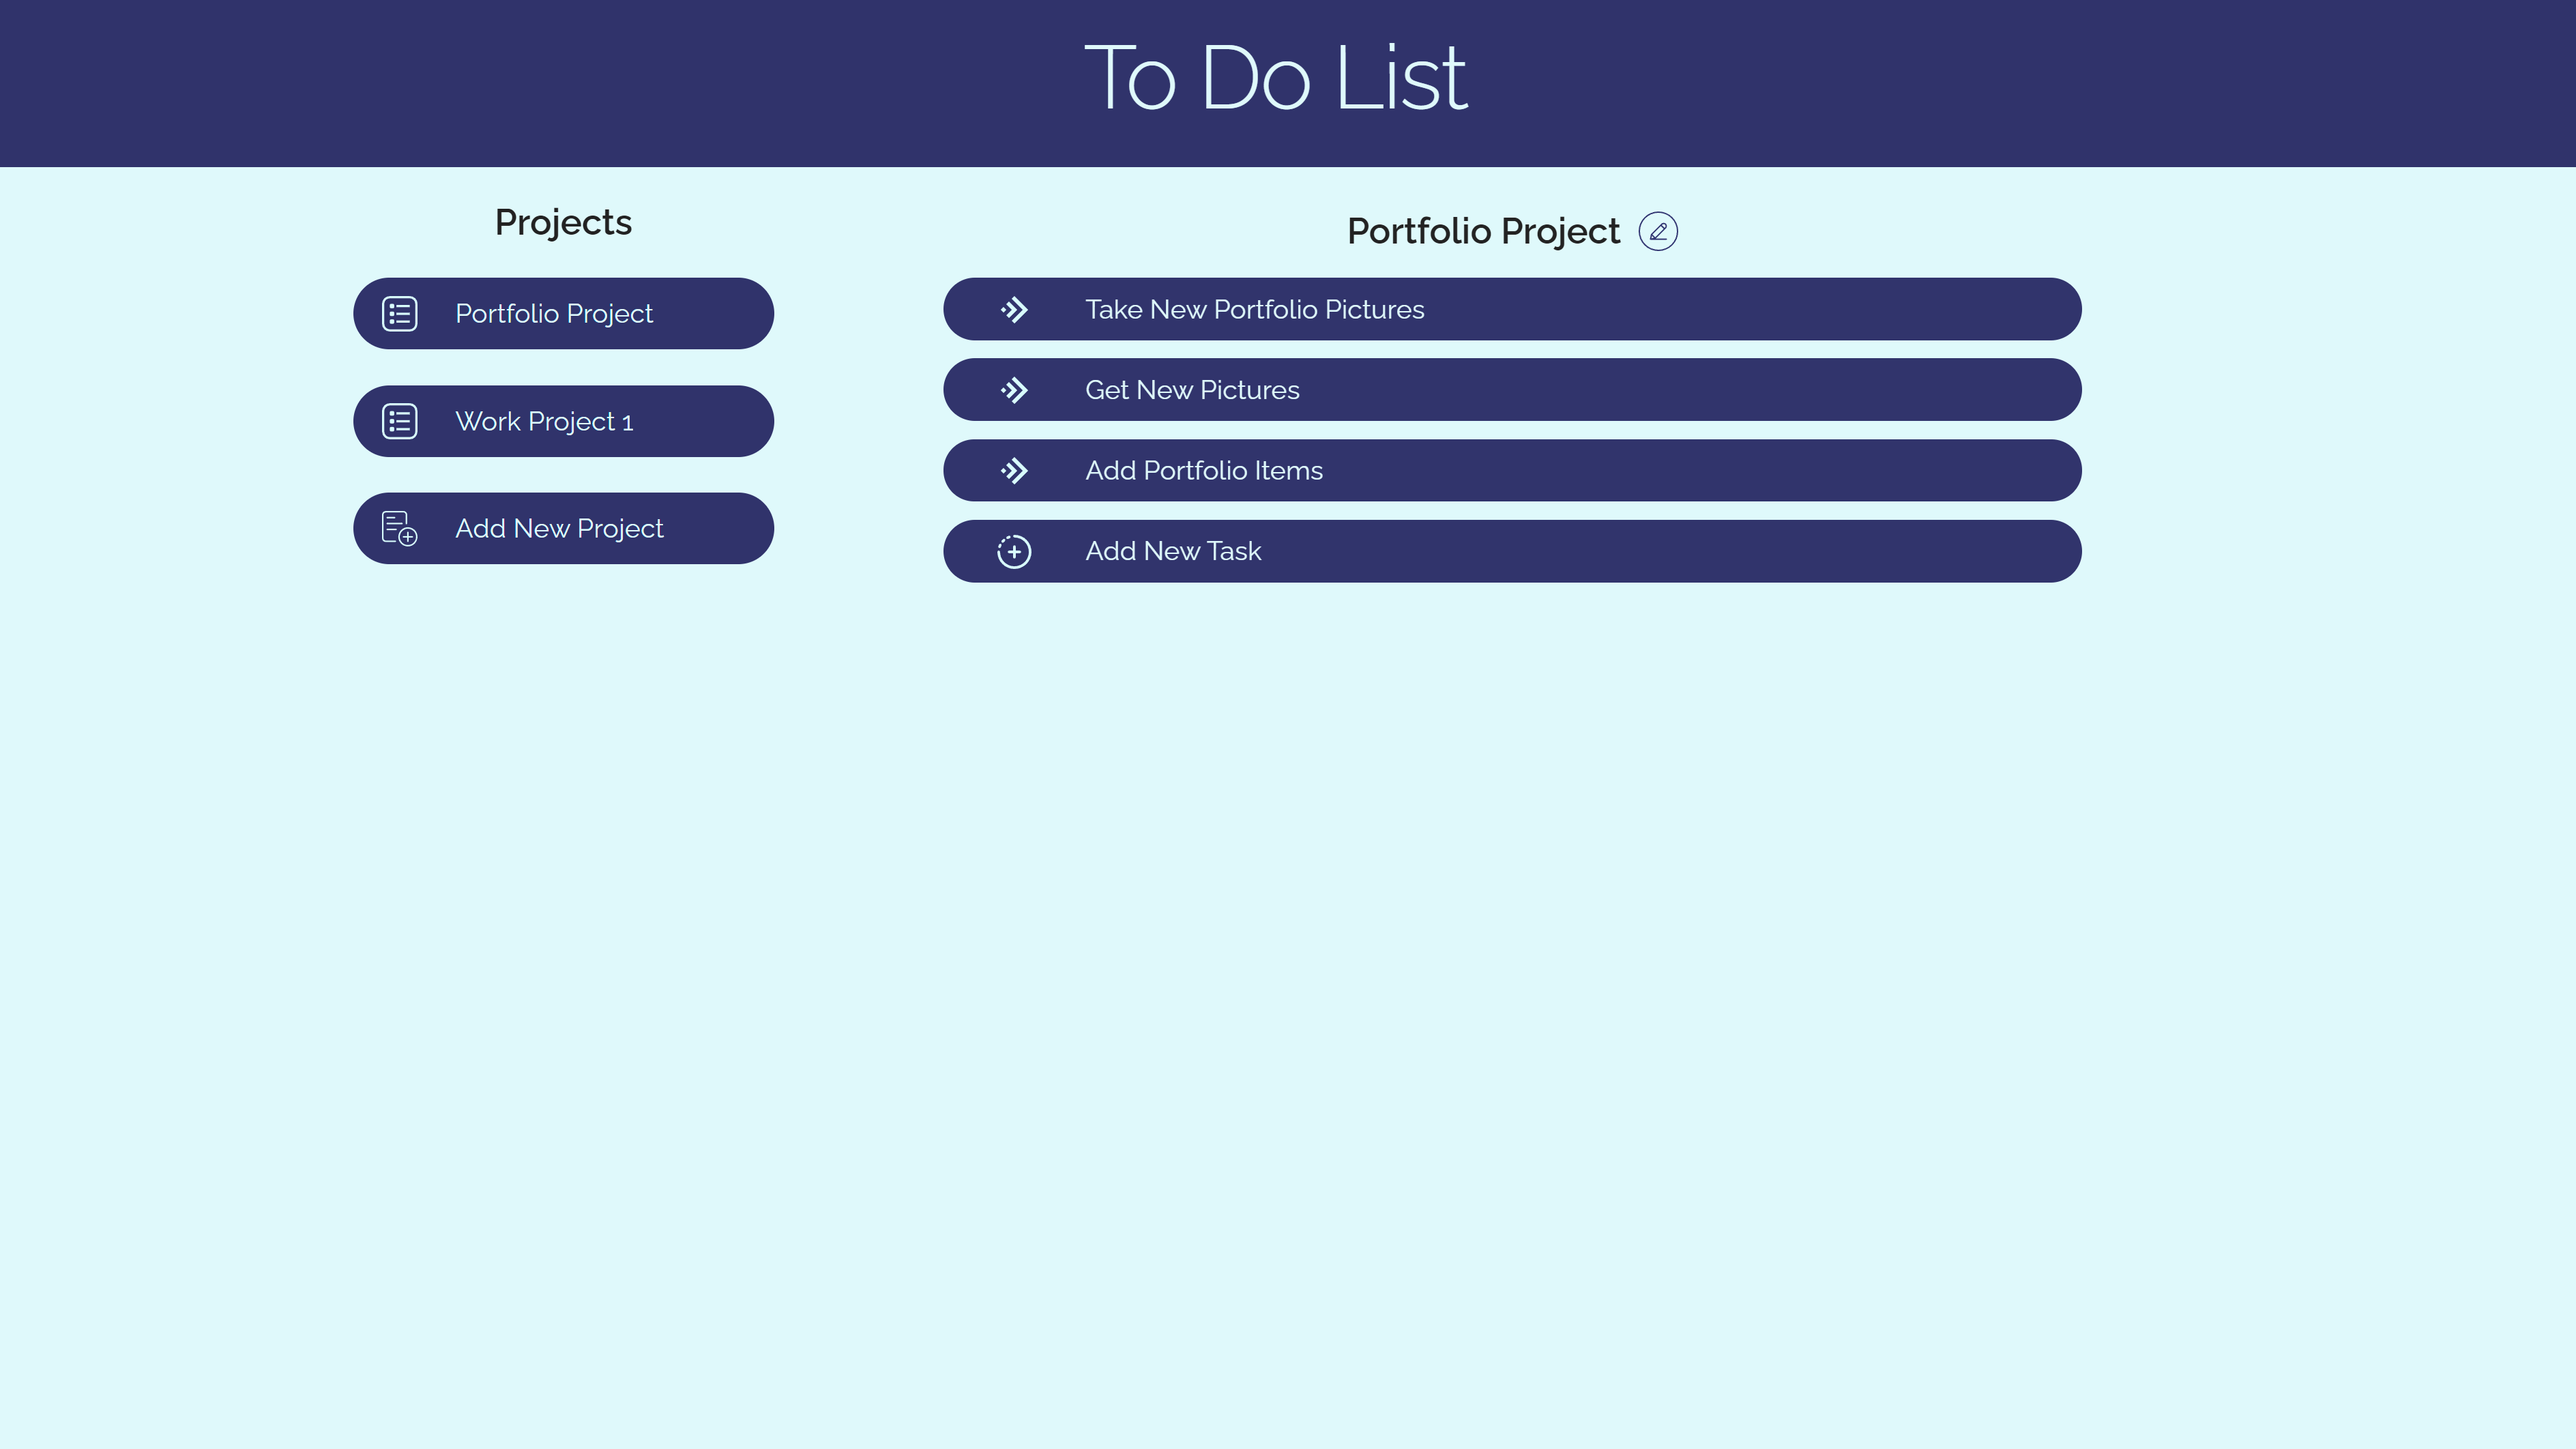 To Do List
Projects
Portfolio Project
Work Project 1
Add New Project
Portfolio Project
Take New Portfolio Pictures
Get New Pictures
Add Portfolio Items
Add New Task